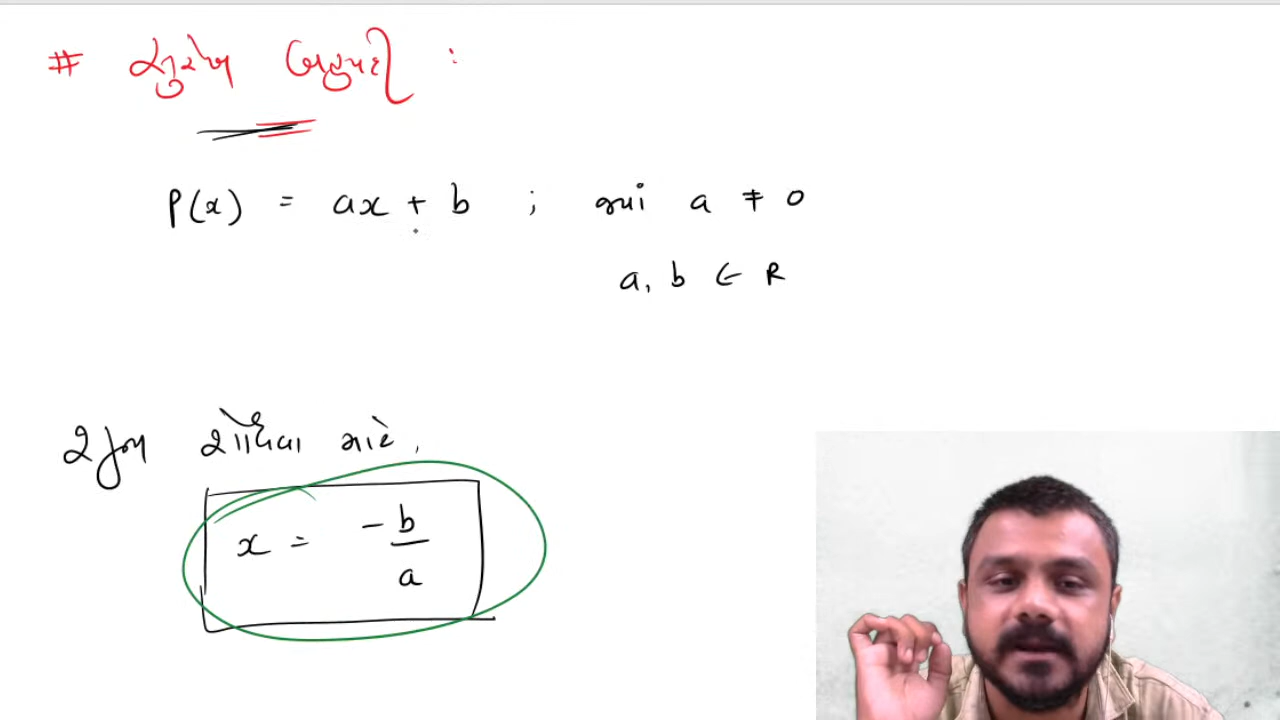 # સુરેખ બહુપદી :
P(x) = ax + b ; જ્યાં a ≠ 0
a, b ∈ R
શૂન્ય શોધવા માટે,
x = -b/a